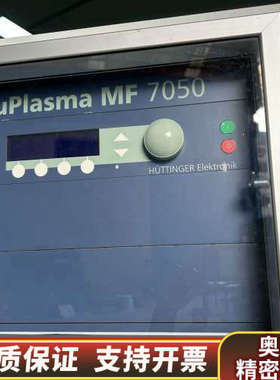 uPlasma MF 7050
HÜTTINGER Elektronik
奥
质保证 支持开票
精密